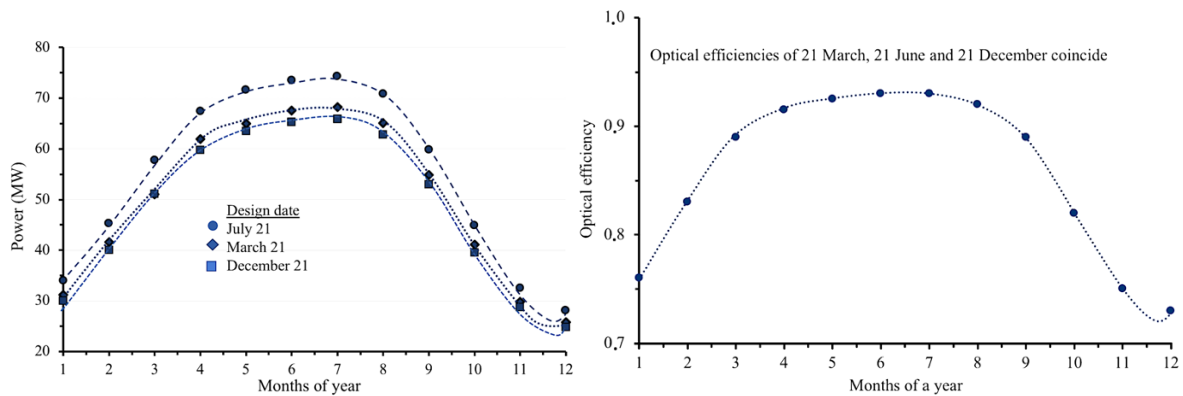 80
70
60
50
40
30
20
Power (MW)
Design date
July 21
March 21
December 21
1 2 3 4 5 6 7 8 9 10 11 12
Months of year
1.0
0,9
0,8
0.7
Optical efficiency
Optical efficiencies of 21 March, 21 June and 21 December coincide
1 2 3 4 5 6 7 8 9 10 11 12
Months of a year